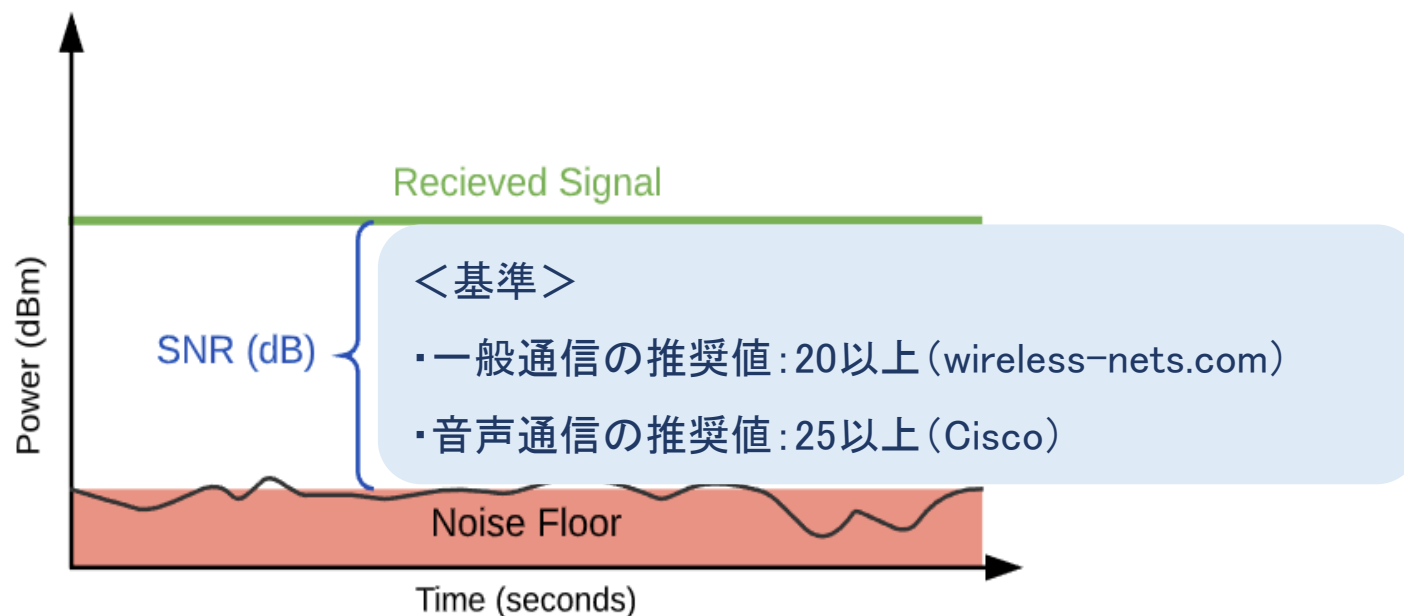 Recieved Signal
Power (dBm)
SNR (dB)
＜基準＞
・一般通信の推奨値：20以上（wireless-nets.com）
・音声通信の推奨値：25以上（Cisco）
Noise Floor
Time (seconds)